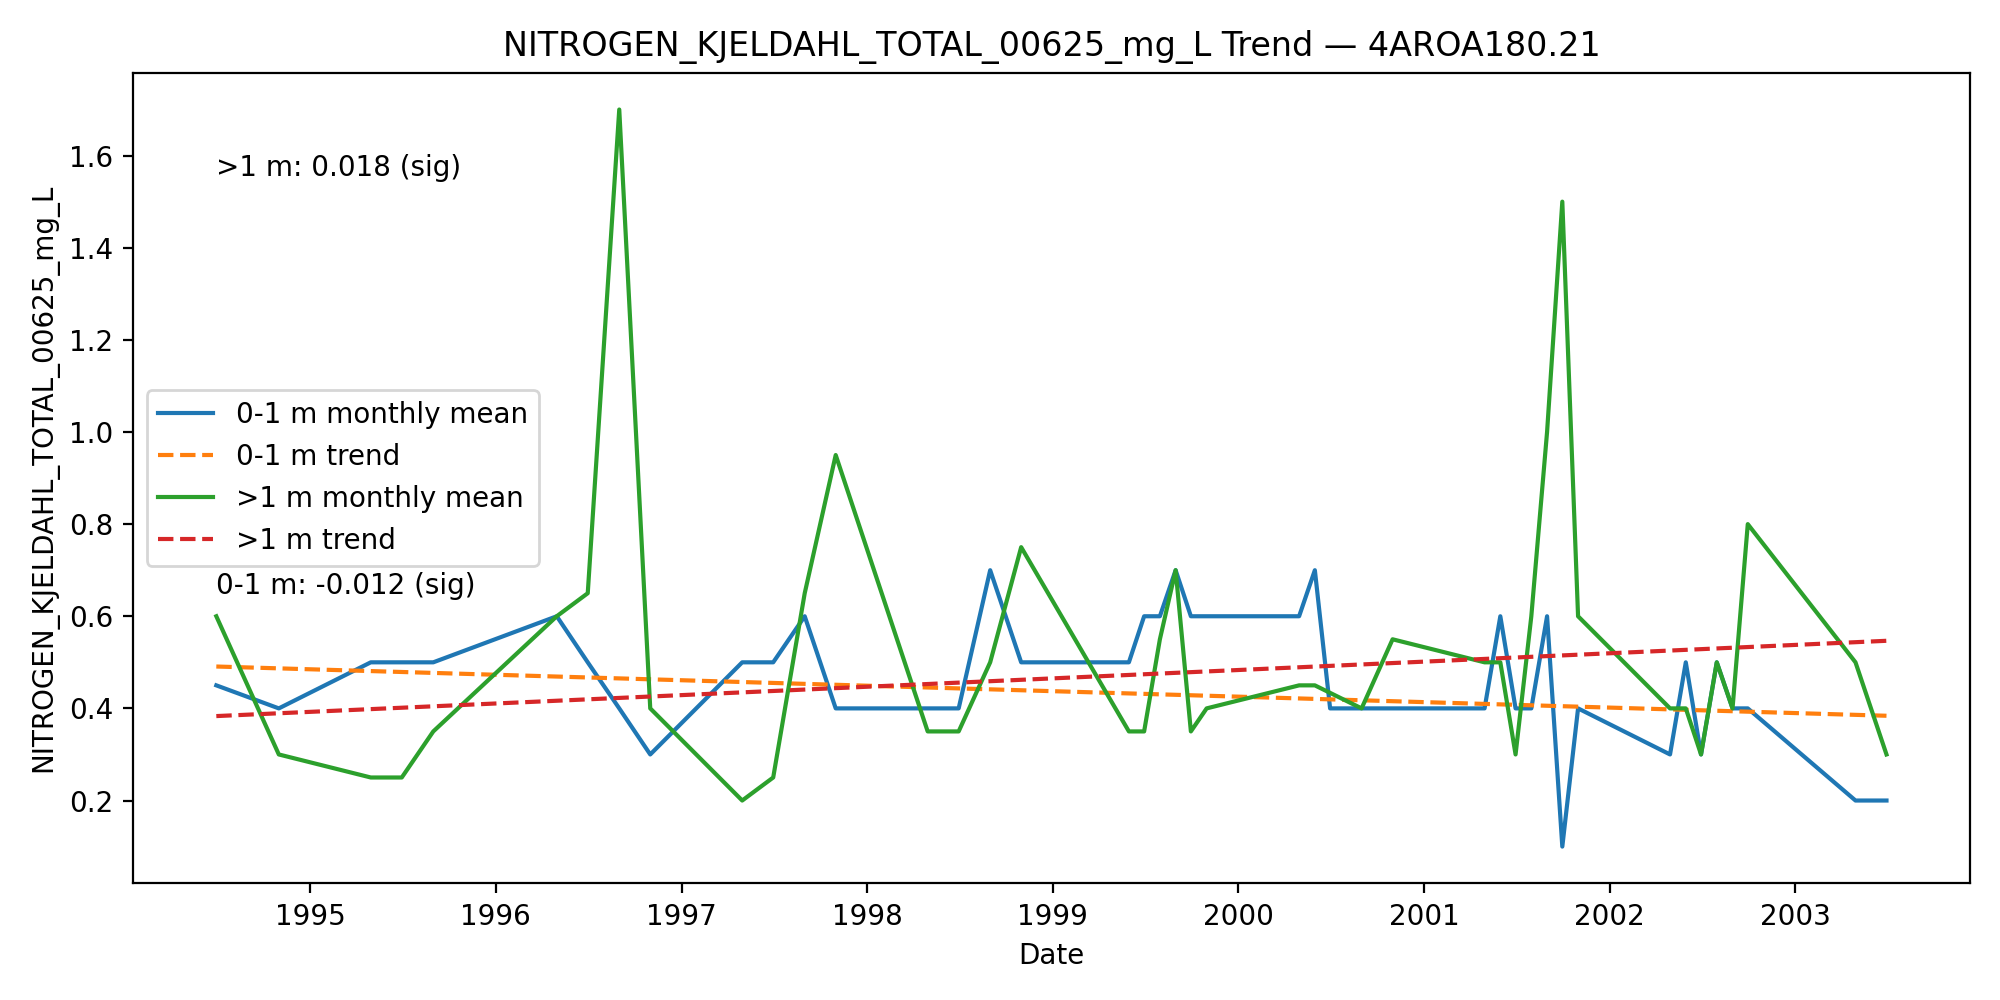 NITROGEN_KJELDAHL_TOTAL_00625_mg_L Trend — 4AROA180.21
NITROGEN_KJELDAHL_TOTAL_00625_mg_L
1.6
1.4
1.2
1.0
0.8
0.6
0.4
0.2
>1 m: 0.018 (sig)
0-1 m monthly mean
0-1 m trend
>1 m monthly mean
>1 m trend
0-1 m: -0.012 (sig)
1995 1996 1997 1998 1999 2000 2001 2002 2003
Date